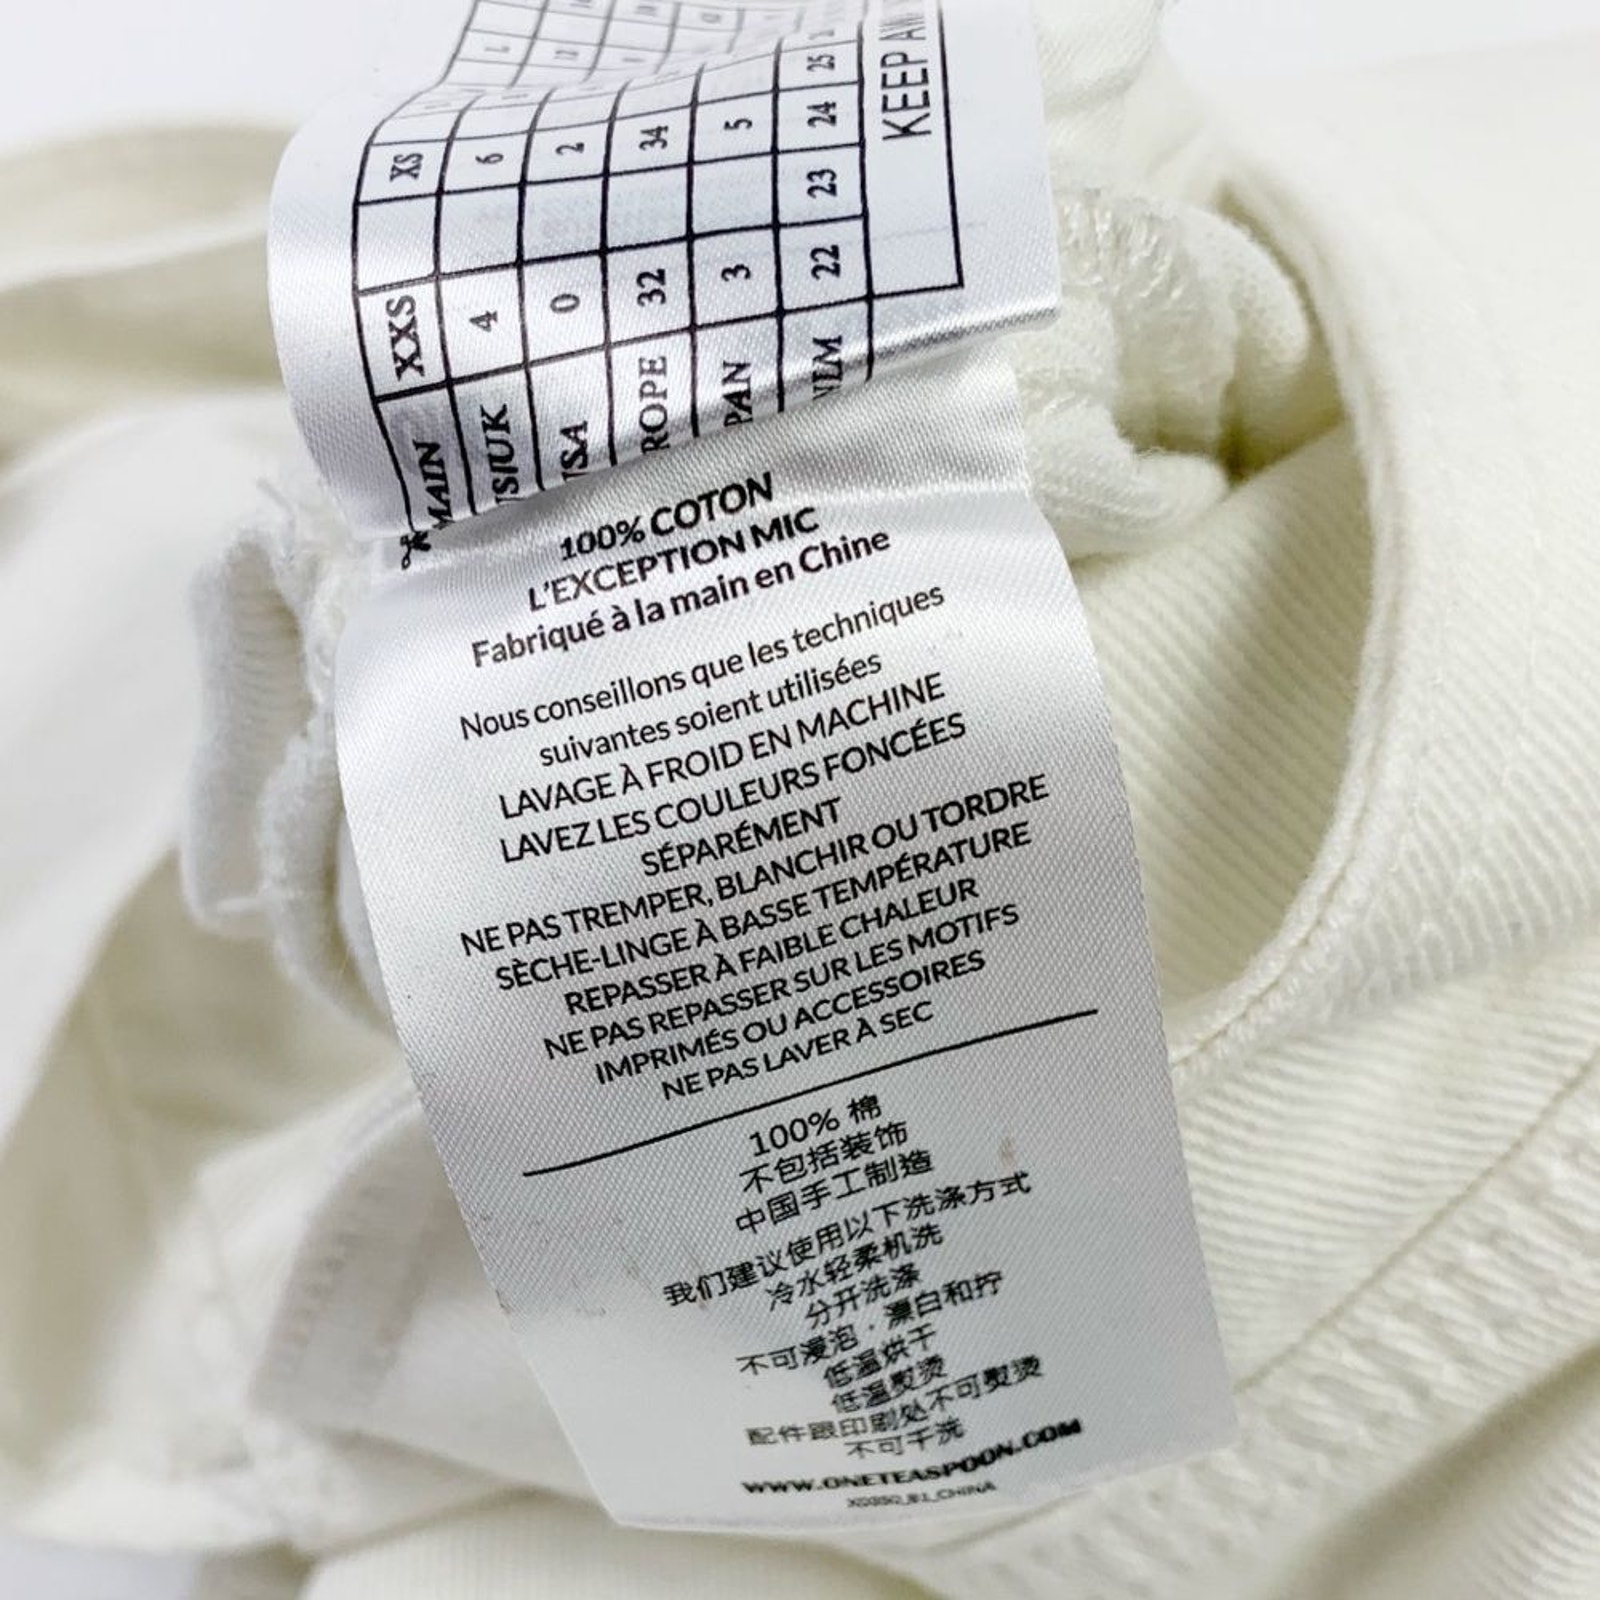 XS 6 2 34 5 24
23
XXS 4 0 32 3 22
25
KEEP
100% COTON
L'EXCEPTION MIC
Fabriqué à la main en Chine
Nous conseillons que les techniques
suivantes soient utilisées
LAVAGE À FROID EN MACHINE
LAVEZ LES COULEURS FONCÉES
SÉPARÉMENT
NE PAS TREMPER, BLANCHIR OU TORDRE
SÈCHE-LINGE À BASSE TEMPÉRATURE
REPASSER À FAIBLE CHALEUR
NE PAS REPASSER SUR LES MOTIFS
IMPRIMÉS OU ACCESSOIRES
NE PAS LAVER À SEC
100% 棉
不包括装饰
中国手工制造
我们建议使用以下洗涤方式
冷水轻柔机洗
分开洗涤
不可浸泡·漂白和拧
低温烘干
低温熨烫
配件跟印刷处不可熨烫
不可干洗
WWW.ONETEASPOON.COM